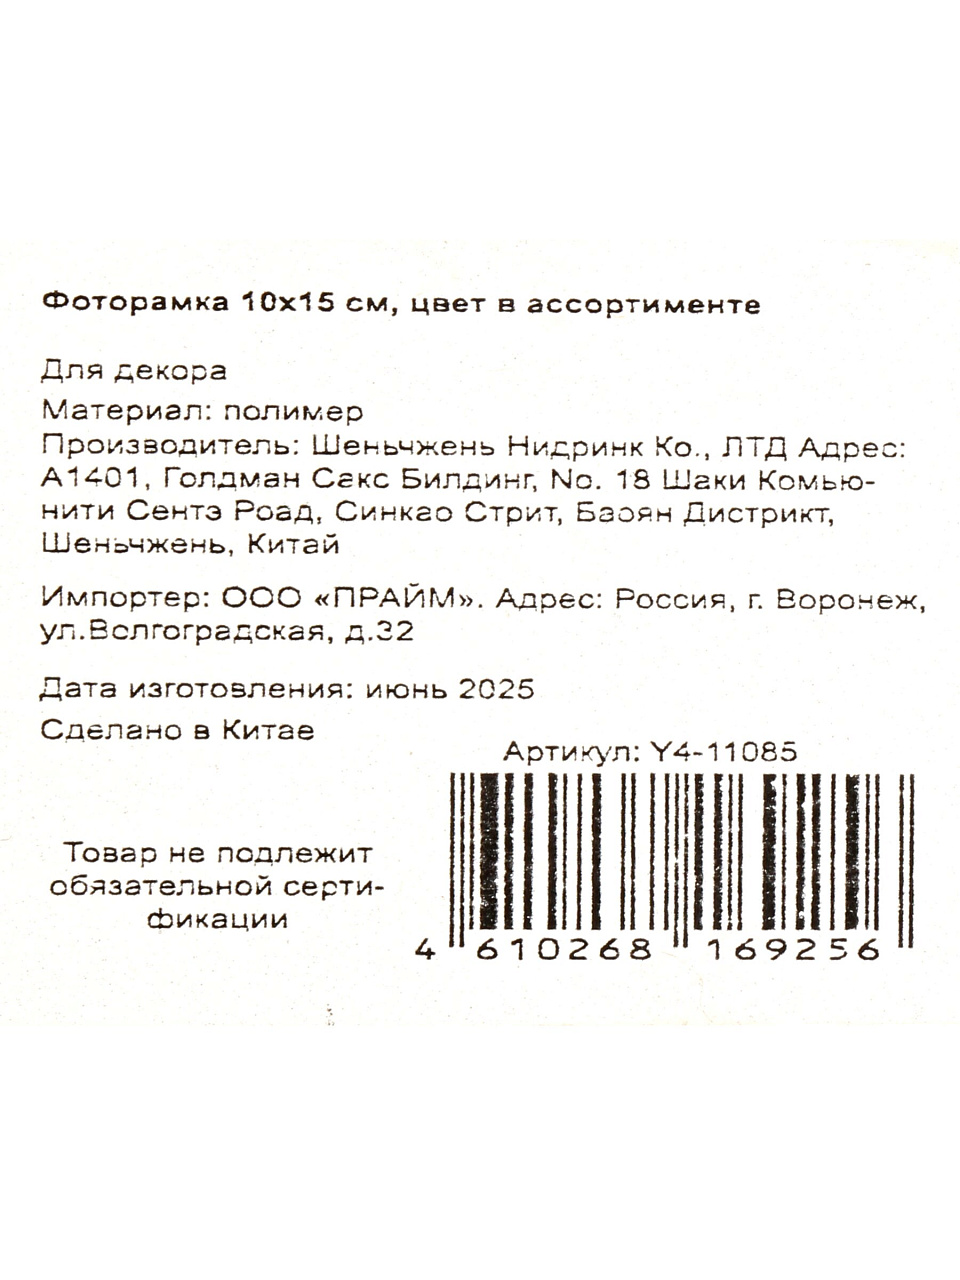 Фоторамка 10x15 см, цвет в ассортименте
Для декора
Материал: полимер
Производитель: Шеньчжень Нидринк Ко., ЛТД Адрес:
А1401, Голдман Сакс Билдинг, No. 18 Шаки Комью-
нити Сентэ Роад, Синкао Стрит, Баоян Дистрикт,
Шеньчжень, Китай
Импортер: ООО «ПРАЙМ». Адрес: Россия, г. Воронеж,
ул.Волгоградская, д.32
Дата изготовления: июнь 2025
Сделано в Китае
Артикул: Y4-11085
Товар не подлежит
обязательной серти-
фикации
4 610268 169256